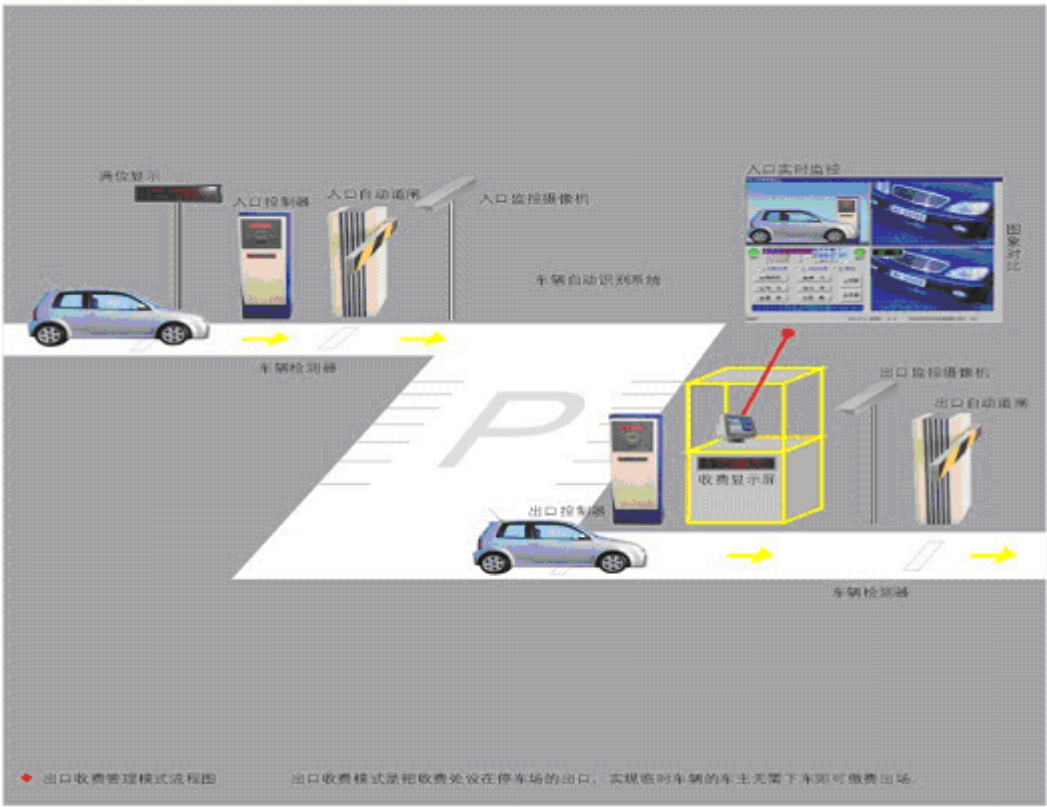 满位显示
入口控制器
入口自动道闸
入口监控摄像机
入口实时监控
图象对比
车辆自动识别系统
车辆检测器
P
出口监控摄像机
出口自动道闸
收费显示屏
出口控制器
车辆检测器
出口收费管理模式流程图
出口收费模式是把收费处设在停车场的出口，实现临时车辆的车主无需下车即可缴费出场。